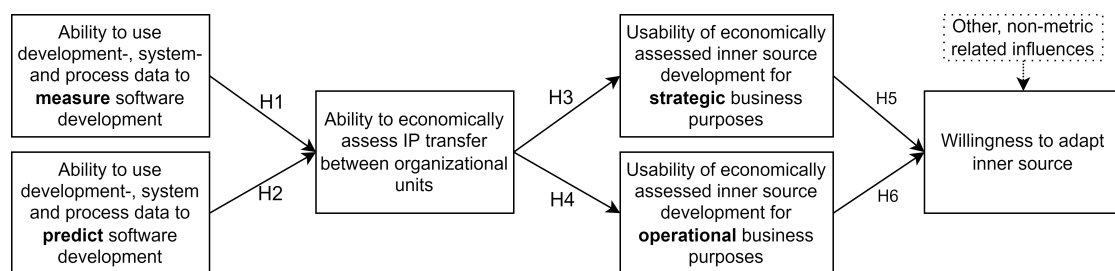 Ability to use
development-, system-
and process data to
measure software
development
H1
Ability to use
development-, system
and process data to
predict software
development
H2
Ability to economically
assess IP transfer
between organizational
units
H3
H4
Usability of economically
assessed inner source
development for
strategic business
purposes
Usability of economically
assessed inner source
development for
operational business
purposes
H5
H6
Other, non-metric
related influences
Willingness to adapt
inner source